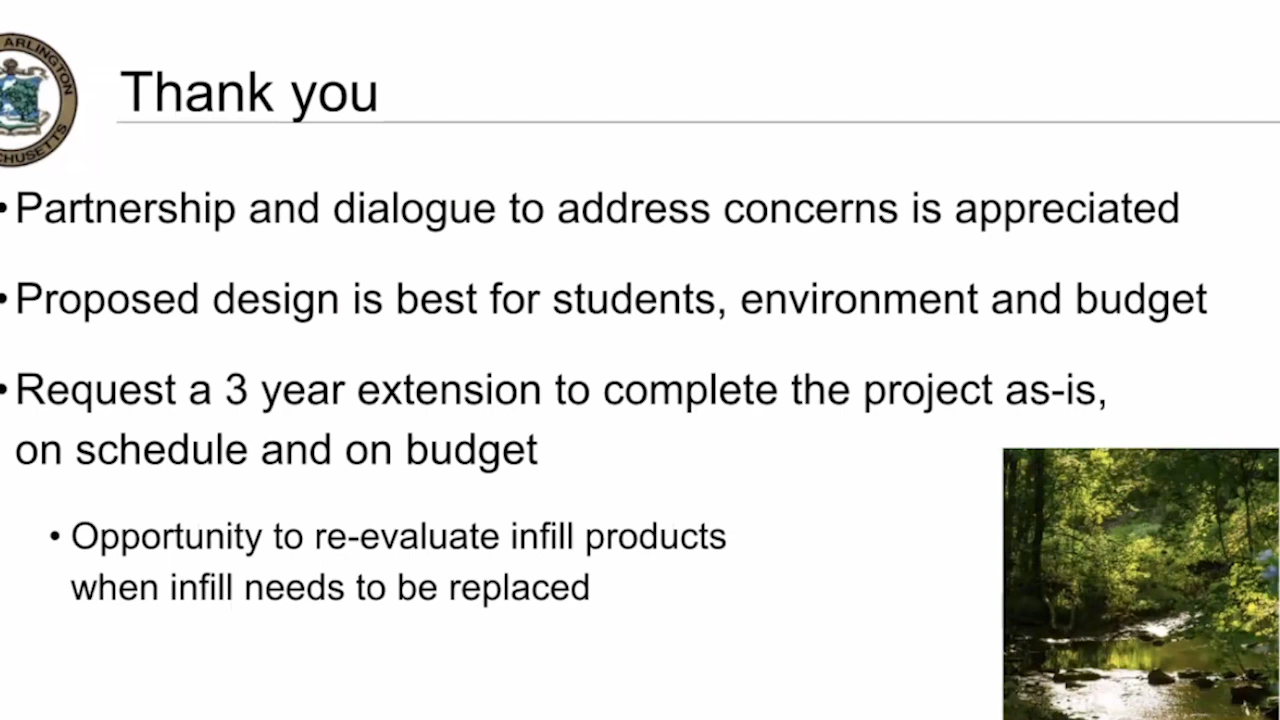 ARLINGTON
CHUSETTS
Thank you
• Partnership and dialogue to address concerns is appreciated
• Proposed design is best for students, environment and budget
• Request a 3 year extension to complete the project as-is,
on schedule and on budget
• Opportunity to re-evaluate infill products
when infill needs to be replaced